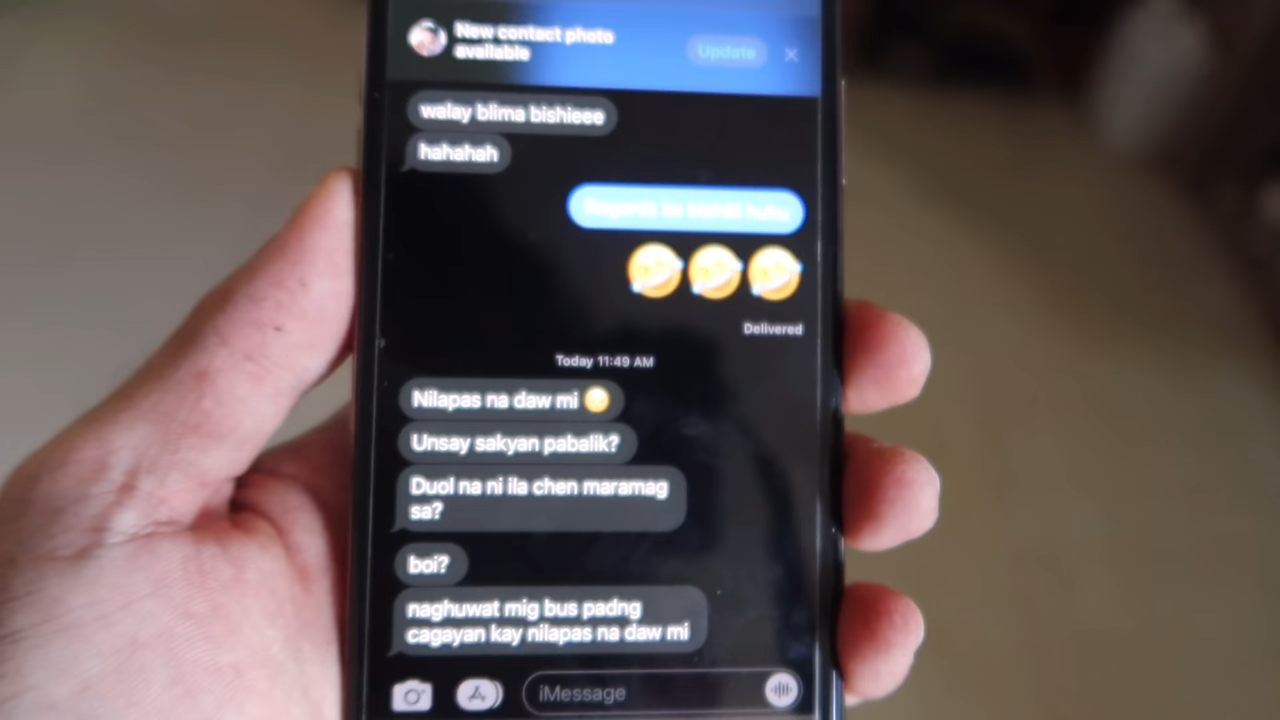 New contact photo
available
Update
walay blima bishieee
hahahah
huhu
Delivered
Today 11:49 AM
Nilapas na daw mi
Unsay sakyan pabalik?
Duol na ni ila chen maramag
sa?
boi?
naghuwat mig bus padng
cagayan kay nilapas na daw mi
iMessage